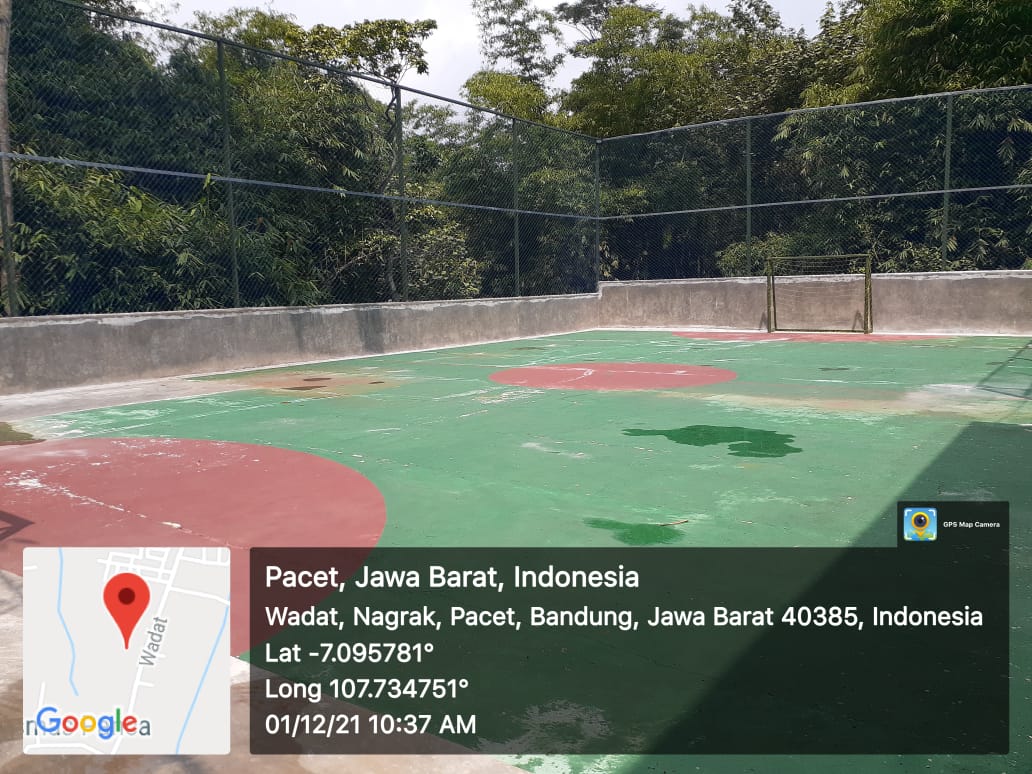 GPS Map Camera
Pacet, Jawa Barat, Indonesia
Wadat, Nagrak, Pacet, Bandung, Jawa Barat 40385, Indonesia
Lat -7.095781°
Long 107.734751°
01/12/21 10:37 AM
Wadat
Google